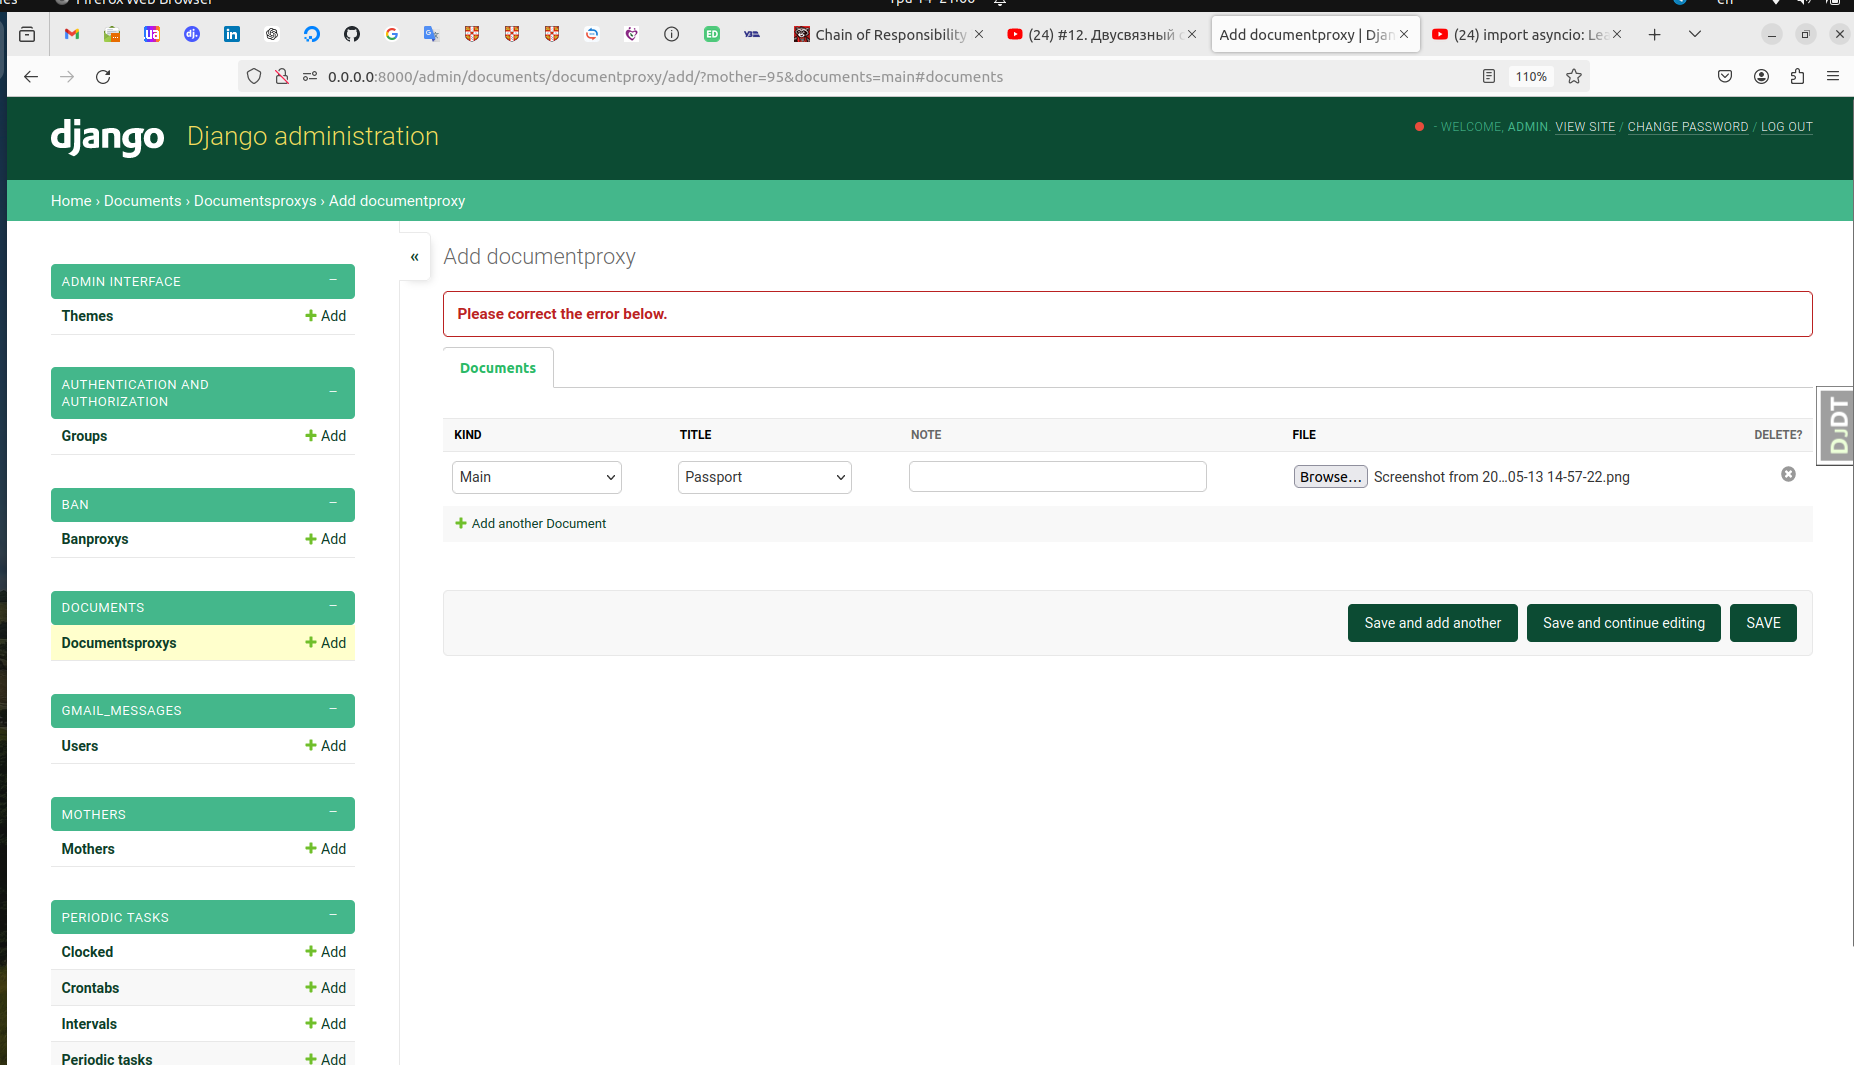 Chain of Responsibility
(24) #12. Двусвязный
Add documentproxy | Djan
(24) import asyncio: Lea
0.0.0.0:8000/admin/documents/documentproxy/add/?mother=95&documents=main#documents
110%
django
Django administration
- WELCOME, ADMIN. VIEW SITE / CHANGE PASSWORD / LOG OUT
Home › Documents › Documentsproxys › Add documentproxy
«
Add documentproxy
Please correct the error below.
Documents
KIND TITLE NOTE FILE DELETE?
Main Passport Browse... Screenshot from 20...05-13 14-57-22.png
Add another Document
Save and add another Save and continue editing SAVE
DjDT
ADMIN INTERFACE
Themes Add
AUTHENTICATION AND
AUTHORIZATION
Groups Add
BAN
Banproxys Add
DOCUMENTS
Documentsproxys Add
GMAIL_MESSAGES
Users Add
MOTHERS
Mothers Add
PERIODIC TASKS
Clocked Add
Crontabs Add
Intervals Add
Periodic tasks Add